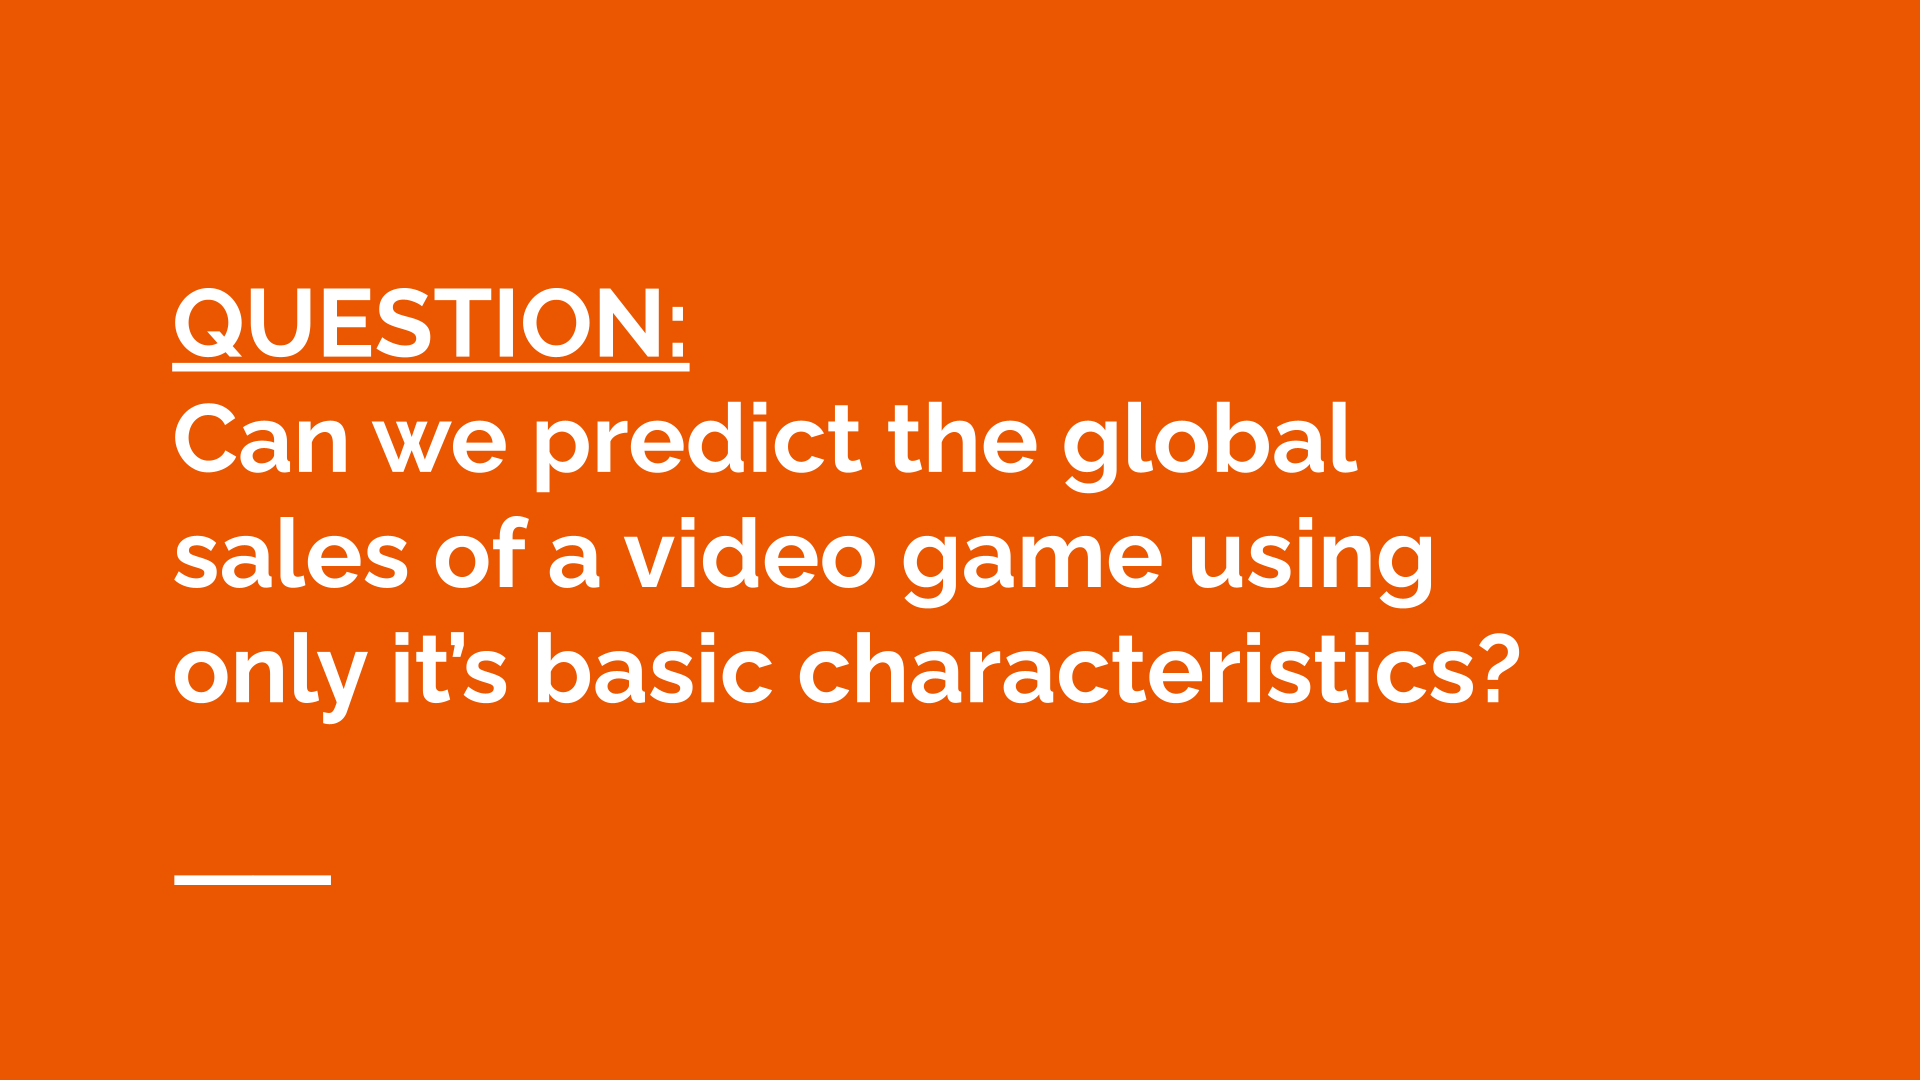 QUESTION:
Can we predict the global
sales of a video game using
only it’s basic characteristics?